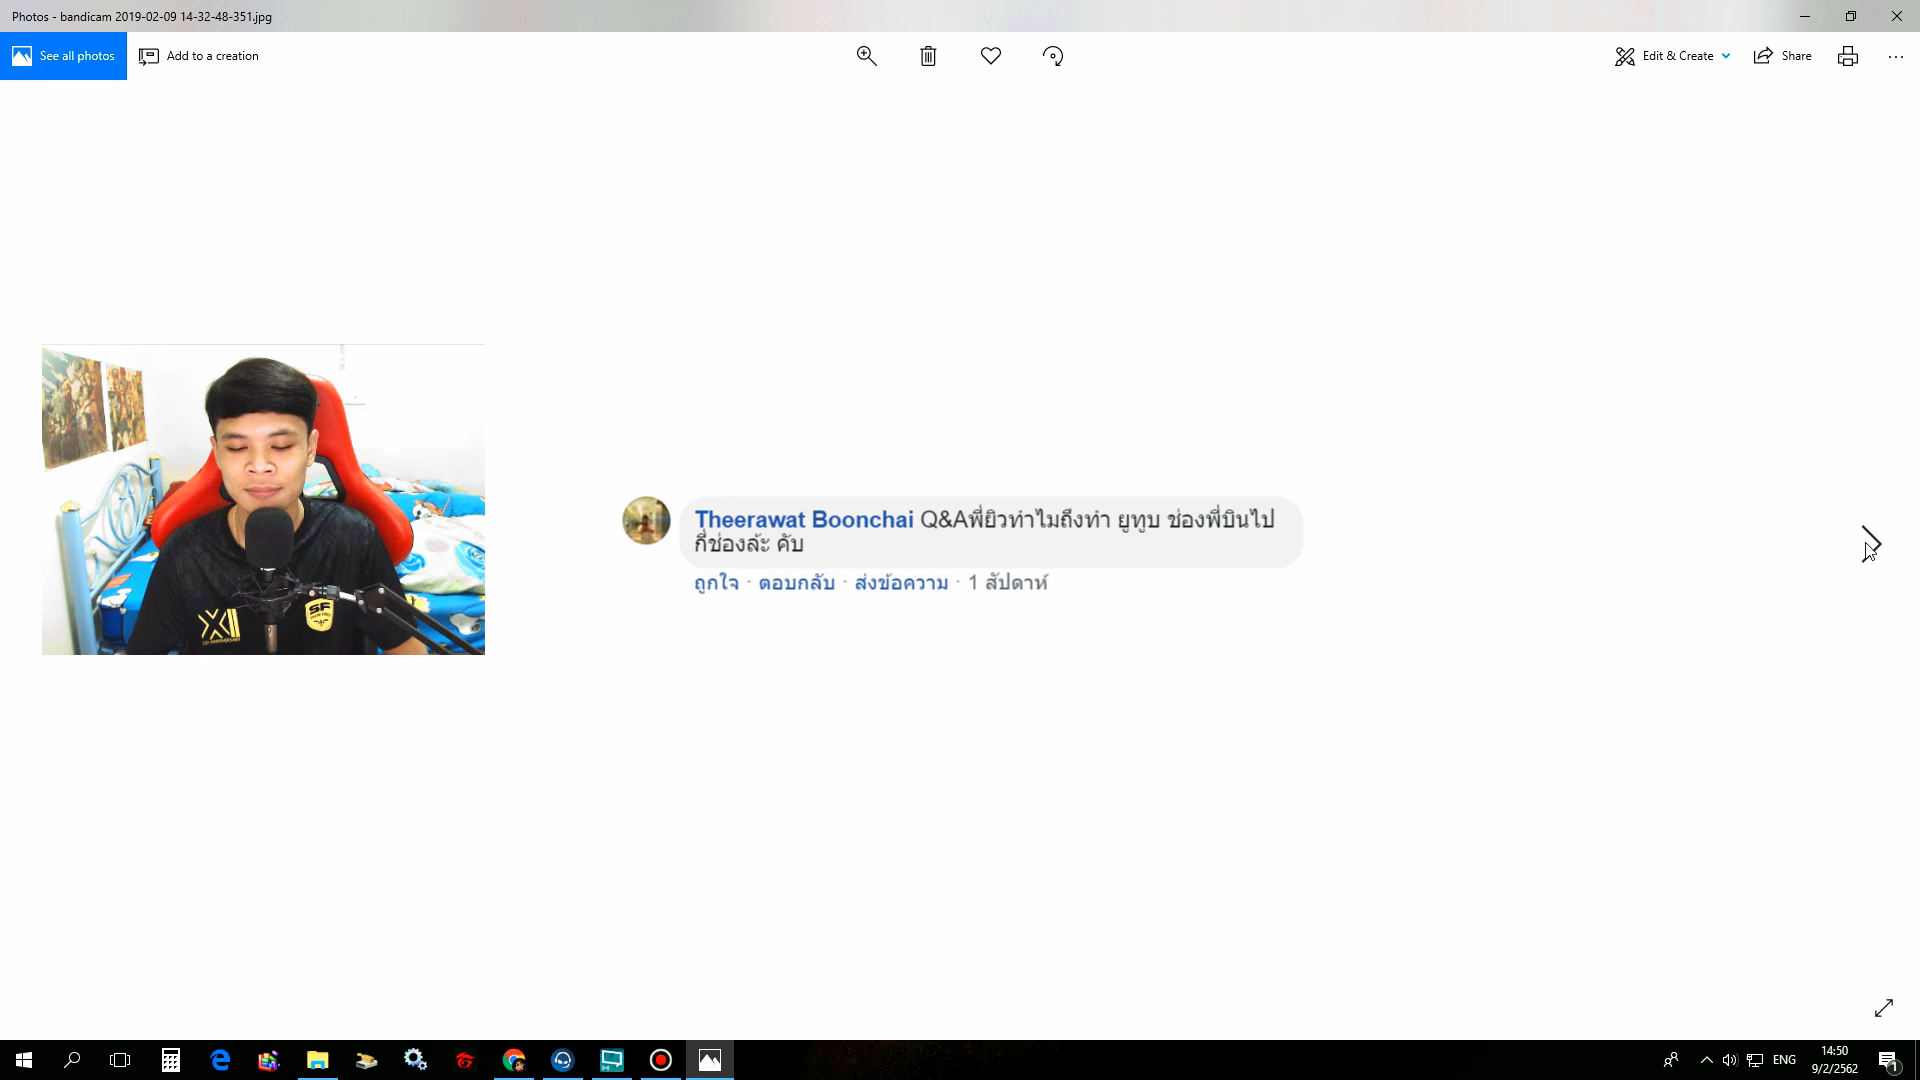 Photos - bandicam 2019-02-09 14-32-48-351.jpg
See all photos
Add to a creation
Edit & Create
Share
Theerawat Boonchai Q&Aพี่ยิวทำไมถึงทำ ยูทูบ ช่องพี่บินไป
กี่ช่องล้ะ คับ
ถูกใจ · ตอบกลับ · ส่งข้อความ · 1 สัปดาห์
XII
SF
ENG
14:50
9/2/2562
1